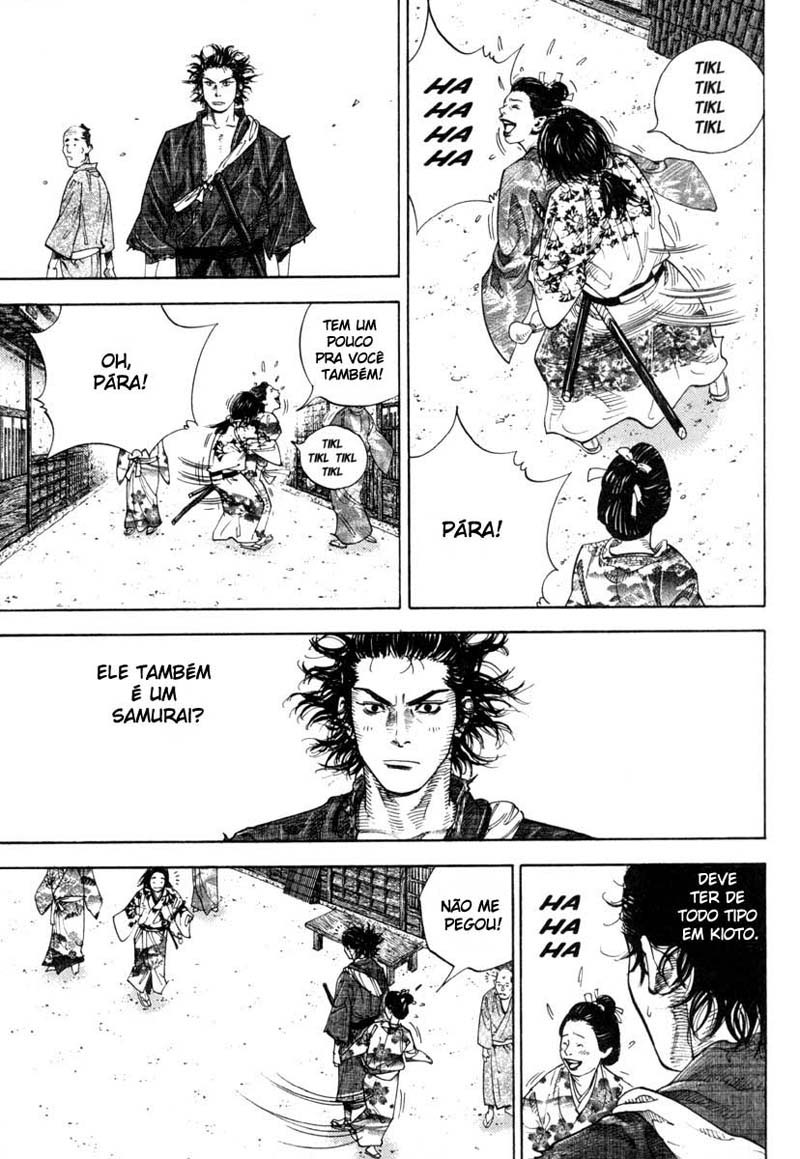 TIKL
TIKL
TIKL
TIKL
HA
HA
HA
HA
PÁRA!
TEM UM
POUCO
PRA VOCÊ
TAMBÉM!
TIKL
TIKL TIKL
TIKL
OH,
PÁRA!
ELE TAMBÉM
É UM
SAMURAI?
DEVE
TER DE
TODO TIPO
EM KIOTO.
HA
HA
HA
NÃO ME
PEGOU!